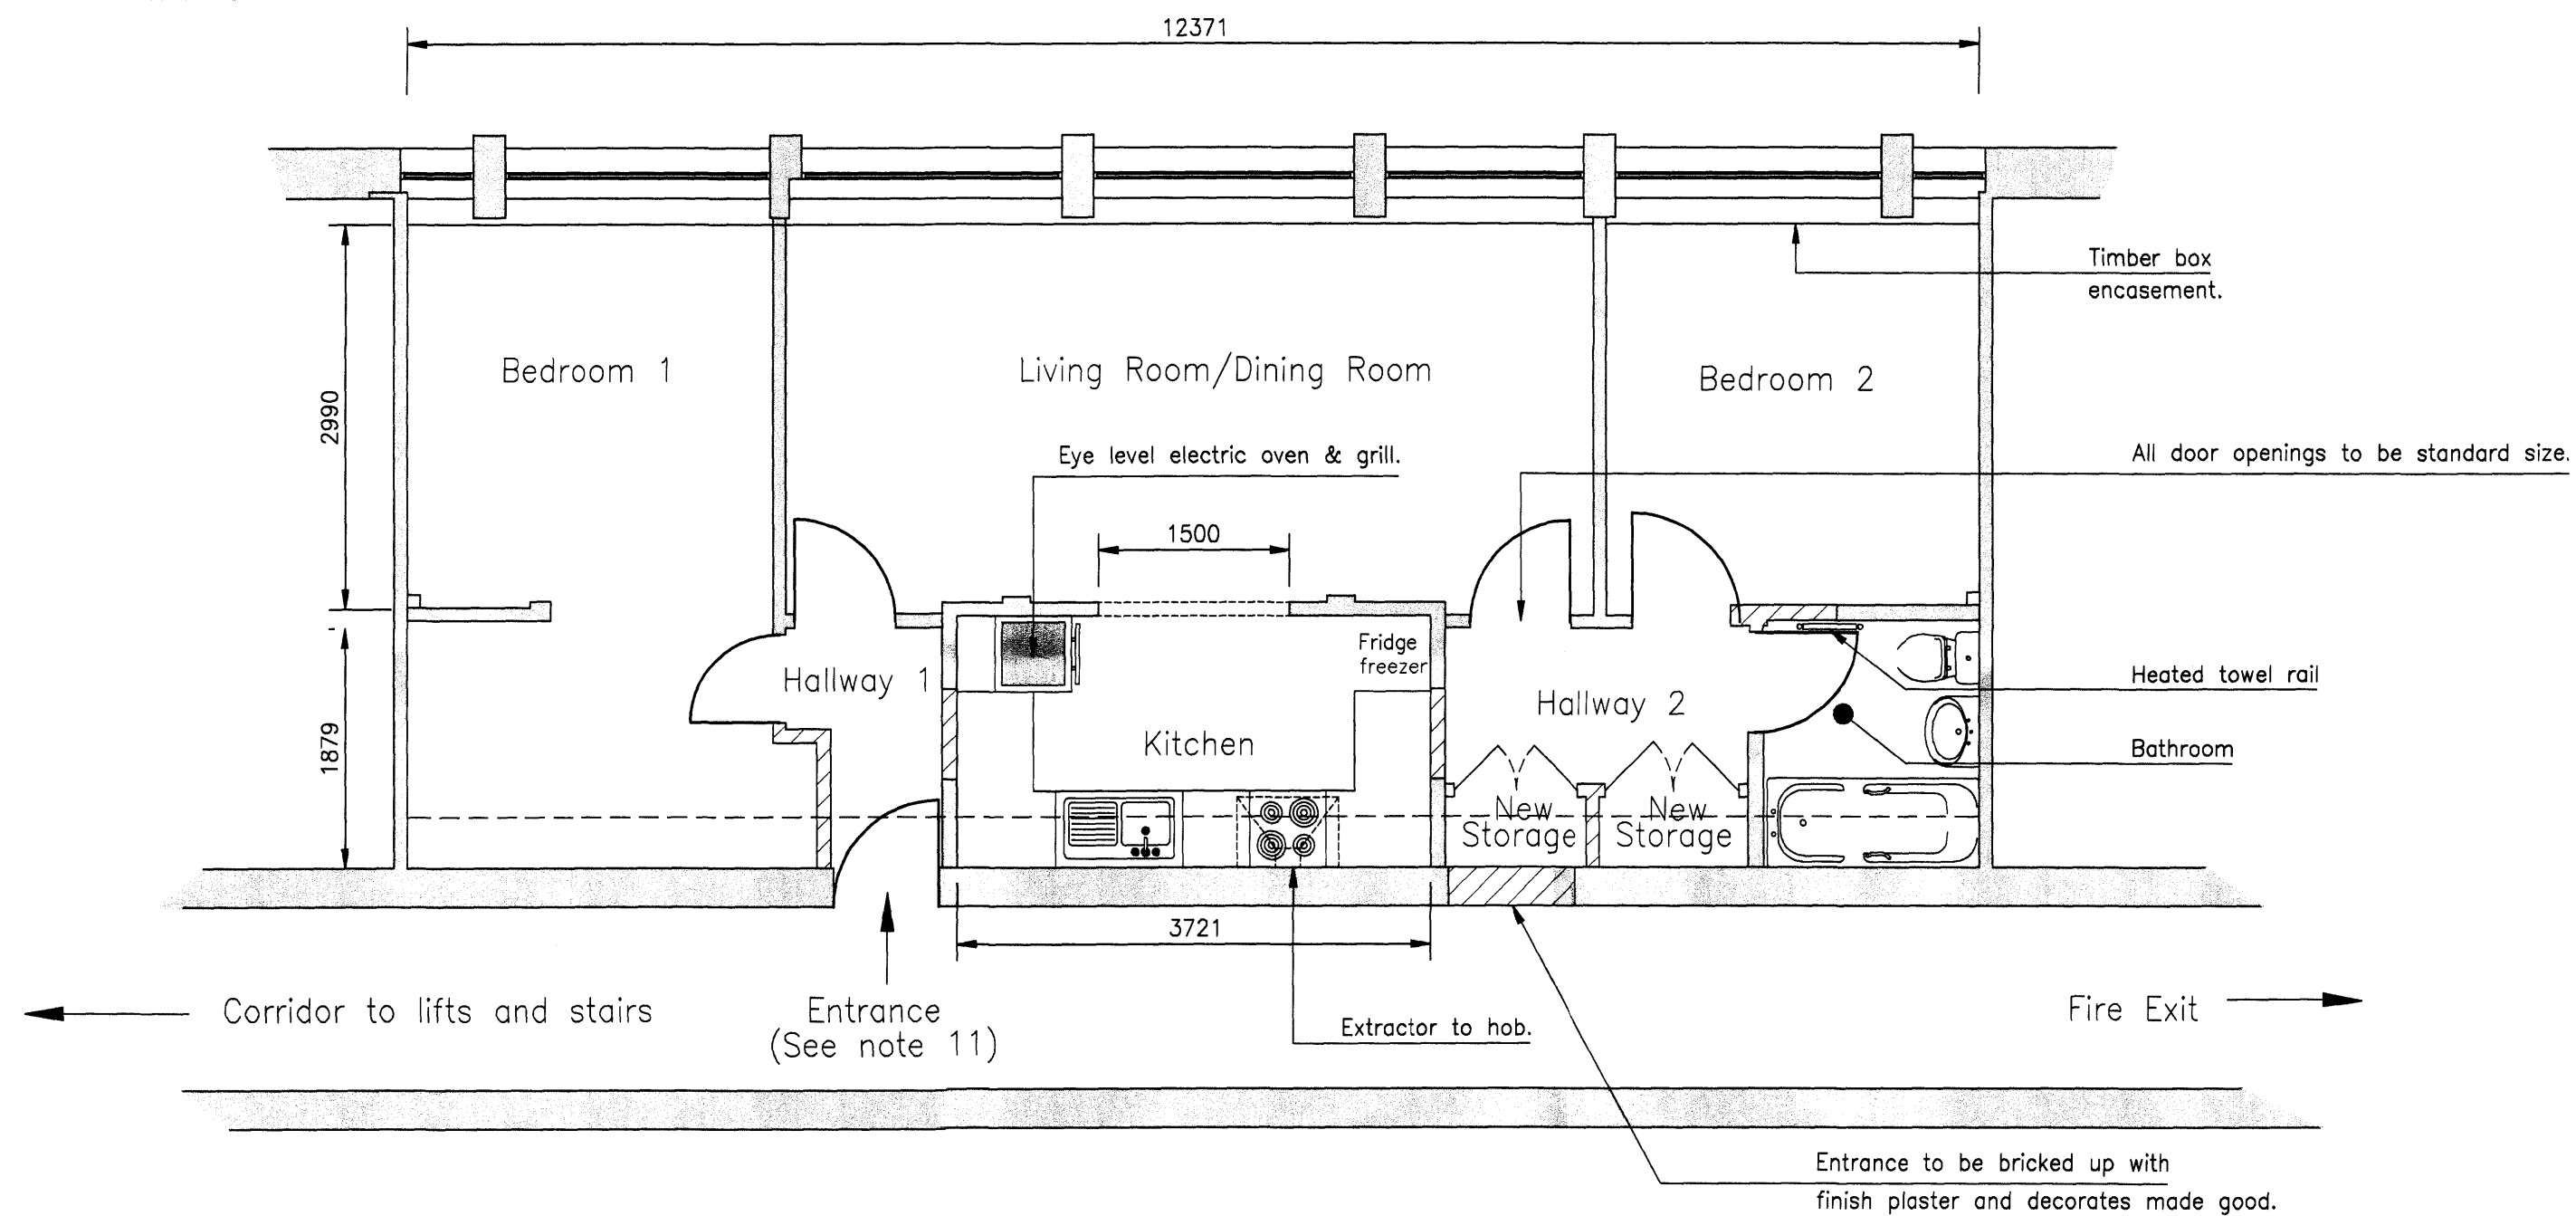 12371
Timber box
encasement.
Bedroom 1
Living Room/Dining Room
Bedroom 2
2990
Eye level electric oven & grill.
All door openings to be standard size.
1500
Fridge
freezer
Hallway 1
Heated towel rail
Hallway 2
1879
Kitchen
Bathroom
New
Storage
New
Storage
3721
Corridor to lifts and stairs
Entrance
(See note 11)
Extractor to hob.
Fire Exit
Entrance to be bricked up with
finish plaster and decorates made good.